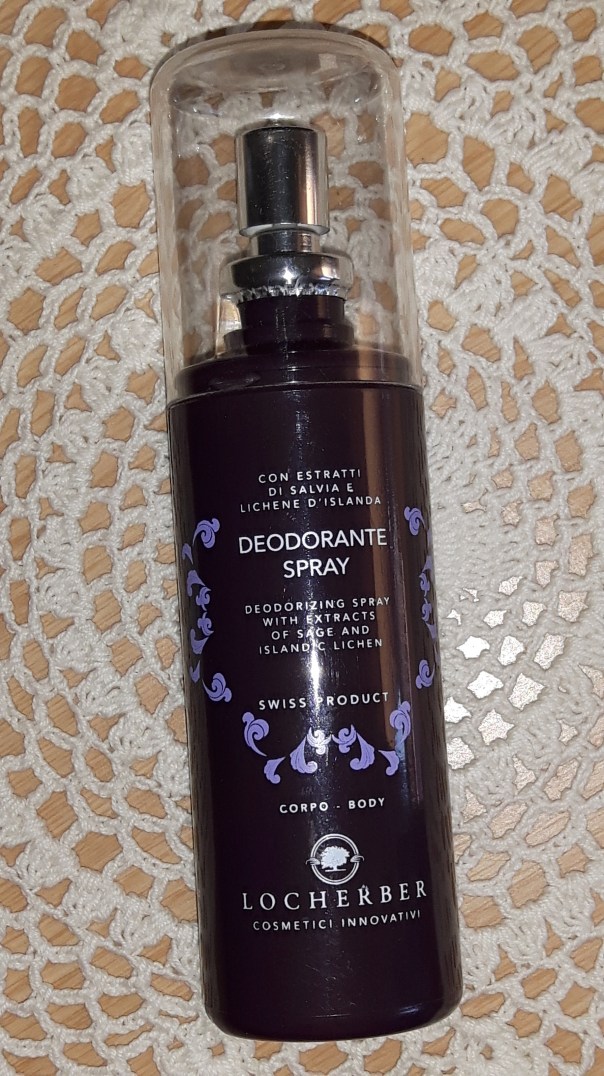 CON ESTRATTI
DI SALVIA E
LICHENE D'ISLANDA
DEODORANTE
SPRAY
DEODORIZING SPRAY
WITH EXTRACTS
OF SAGE AND
ISLANDIC LICHEN
SWISS PRODUCT
CORPO - BODY
LOCHERBER
COSMETICI INNOVATIVI